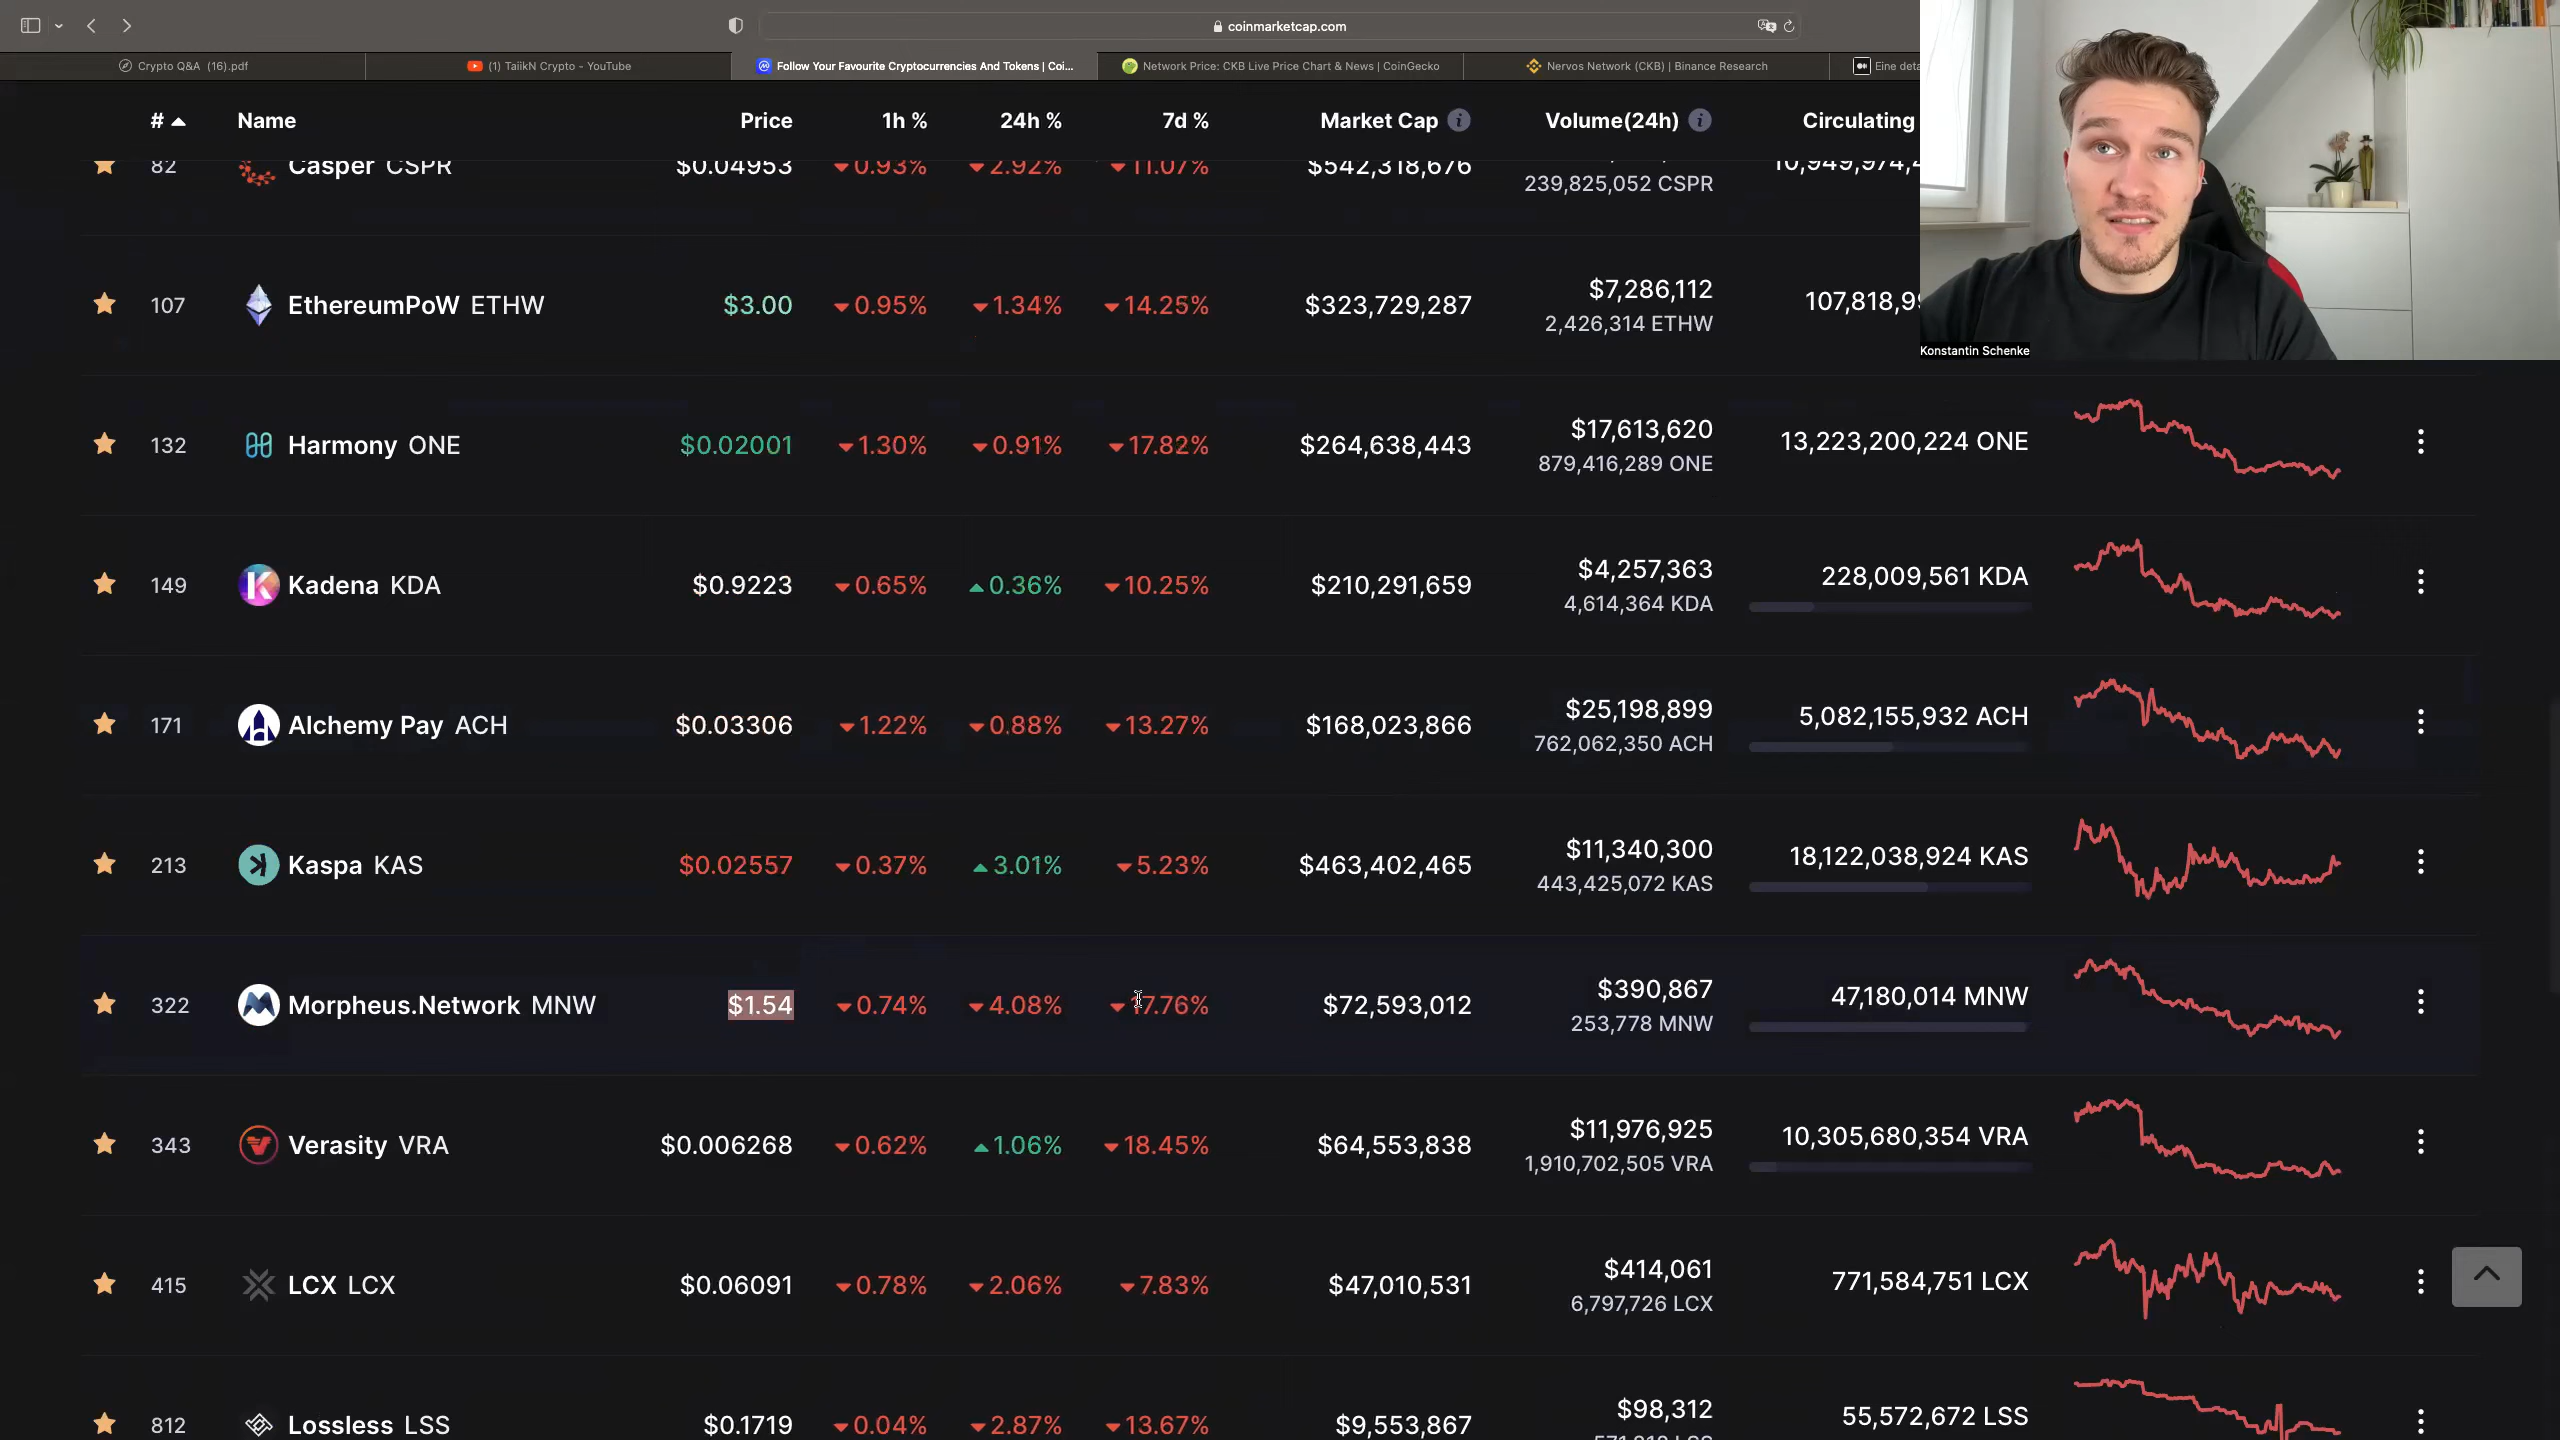 coinmarketcap.com
Crypto Q&A (16).pdf
(1) TaiikN Crypto - YouTube
Follow Your Favourite Cryptocurrencies And Tokens | Coi...
Network Price: CKB Live Price Chart & News | CoinGecko
Nervos Network (CKB) | Binance Research
Eine deta
# Name Price 1h % 24h % 7d % Market Cap Volume(24h) Circulating
82 Casper CSPR $0.04953 0.93% 2.92% 11.07% $542,318,676
239,825,052 CSPR
107 EthereumPoW ETHW $3.00 0.95% 1.34% 14.25% $323,729,287 $7,286,112 107,818,9
2,426,314 ETHW
Konstantin Schenke
132 Harmony ONE $0.02001 1.30% 0.91% 17.82% $264,638,443 $17,613,620 13,223,200,224 ONE
879,416,289 ONE
149 Kadena KDA $0.9223 0.65% 0.36% 10.25% $210,291,659 $4,257,363 228,009,561 KDA
4,614,364 KDA
171 Alchemy Pay ACH $0.03306 1.22% 0.88% 13.27% $168,023,866 $25,198,899 5,082,155,932 ACH
762,062,350 ACH
213 Kaspa KAS $0.02557 0.37% 3.01% 5.23% $463,402,465 $11,340,300 18,122,038,924 KAS
443,425,072 KAS
322 Morpheus.Network MNW $1.54 0.74% 4.08% 17.76% $72,593,012 $390,867 47,180,014 MNW
253,778 MNW
343 Verasity VRA $0.006268 0.62% 1.06% 18.45% $64,553,838 $11,976,925 10,305,680,354 VRA
1,910,702,505 VRA
415 LCX LCX $0.06091 0.78% 2.06% 7.83% $47,010,531 $414,061 771,584,751 LCX
6,797,726 LCX
812 Lossless LSS $0.1719 0.04% 2.87% 13.67% $9,553,867 $98,312 55,572,672 LSS